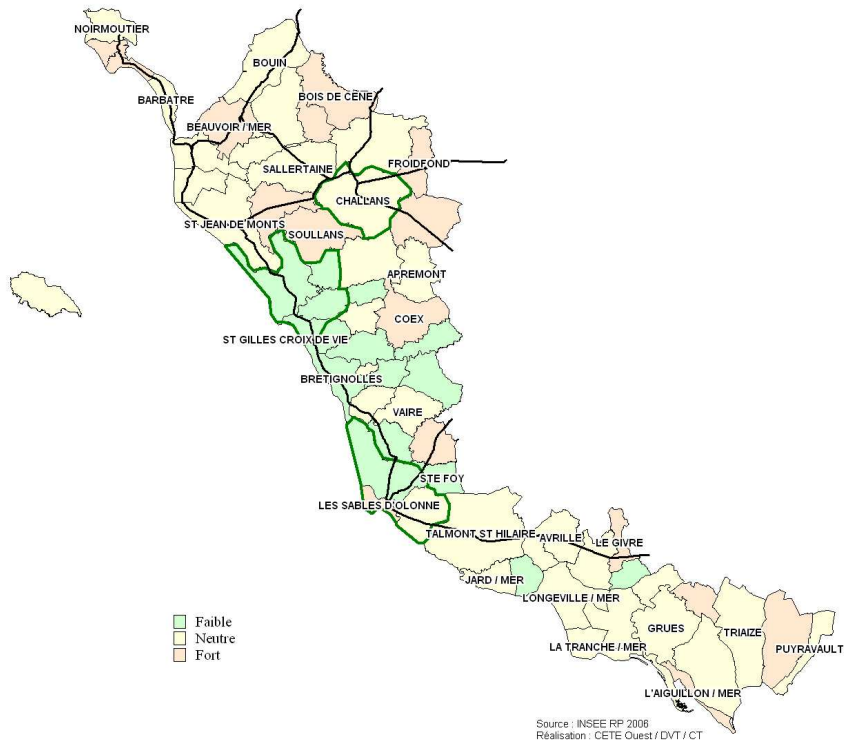 NOIRMOUTIER
BOUIN
BOIS DE CENE
BARBATRE
BEAUVOIR / MER
FROIDFOND
SALLERTAINE
CHALLANS
ST JEAN DE MONTS
SOULLANS
APREMONT
COEX
ST GILLES CROIX DE VIE
BRETIGNOLLES
VAIRE
STE FOY
LES SABLES D'OLONNE
TALMONT ST HILAIRE
AVRILLE
LE GIVRE
JARD / MER
LONGEVILLE / MER
GRUES
TRIAIZE
LA TRANCHE / MER
PUYRAVAULT
L'AIGUILLON / MER
Faible
Neutre
Fort
Source : INSEE RP 2006
Réalisation : CETE Ouest / DVT / CT